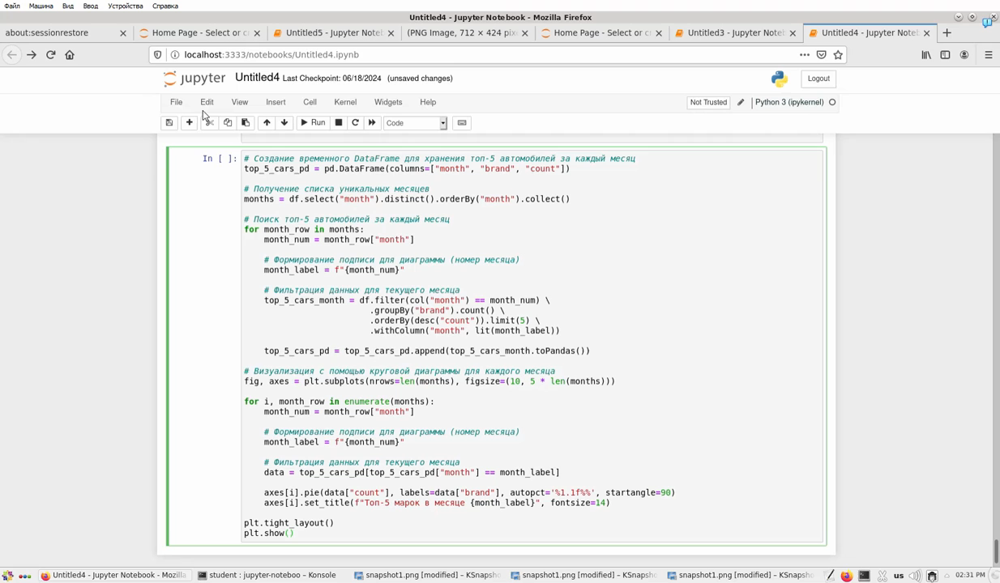 Файл Машина Вид Ввод Устройства Справка
Untitled4 - Jupyter Notebook - Mozilla Firefox
about:sessionrestore Home Page - Select or c Untitled5 - Jupyter Noteb (PNG Image, 712 × 424 pixe Home Page - Select or c Untitled3 - Jupyter Noteb Untitled4 - Jupyter Noteb
localhost:3333/notebooks/Untitled4.ipynb
jupyter Untitled4 Last Checkpoint: 06/18/2024 (unsaved changes) Logout
File Edit View Insert Cell Kernel Widgets Help Not Trusted Python 3 (ipykernel)
Run Code
In [ ]: # Создание временного DataFrame для хранения топ-5 автомобилей за каждый месяц
top_5_cars_pd = pd.DataFrame(columns=["month", "brand", "count"])
# Получение списка уникальных месяцев
months = df.select("month").distinct().orderBy("month").collect()
# Поиск топ-5 автомобилей за каждый месяц
for month_row in months:
    month_num = month_row["month"]
    # Формирование подписи для диаграммы (номер месяца)
    month_label = f"{month_num}"
    # Фильтрация данных для текущего месяца
    top_5_cars_month = df.filter(col("month") == month_num) \
                         .groupBy("brand").count() \
                         .orderBy(desc("count")).limit(5) \
                         .withColumn("month", lit(month_label))
    top_5_cars_pd = top_5_cars_pd.append(top_5_cars_month.toPandas())
# Визуализация с помощью круговой диаграммы для каждого месяца
fig, axes = plt.subplots(nrows=len(months), figsize=(10, 5 * len(months)))
for i, month_row in enumerate(months):
    month_num = month_row["month"]
    # Формирование подписи для диаграммы (номер месяца)
    month_label = f"{month_num}"
    # Фильтрация данных для текущего месяца
    data = top_5_cars_pd[top_5_cars_pd["month"] == month_label]
    axes[i].pie(data["count"], labels=data["brand"], autopct='%1.1f%%', startangle=90)
    axes[i].set_title(f"Топ-5 марок в месяце {month_label}", fontsize=14)
plt.tight_layout()
plt.show()
Untitled4 - Jupyter Notebook - Mozilla student : jupyter-noteboo – Konsole snapshot1.png [modified] – KSnapsh snapshot1.png [modified] – KSnapsho snapshot1.png [modified] – KSnapsho us 02:31 PM